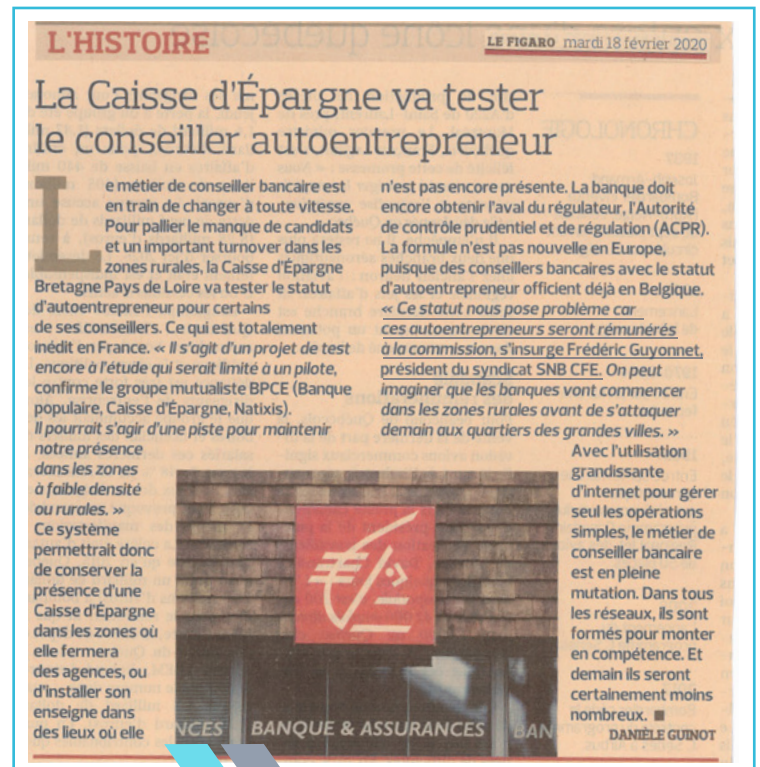 L'HISTOIRE
LE FIGARO mardi 18 février 2020
La Caisse d'Épargne va tester
le conseiller autoentrepreneur
Le métier de conseiller bancaire est
en train de changer à toute vitesse.
Pour pallier le manque de candidats
et un important turnover dans les
zones rurales, la Caisse d'Épargne
Bretagne Pays de Loire va tester le statut
d'autoentrepreneur pour certains
de ses conseillers. Ce qui est totalement
inédit en France. « Il s'agit d'un projet de test
encore à l'étude qui serait limité à un pilote,
confirme le groupe mutualiste BPCE (Banque
populaire, Caisse d'Épargne, Natixis).
Il pourrait s'agir d'une piste pour maintenir
notre présence
dans les zones
à faible densité
ou rurales. »
Ce système
permettrait donc
de conserver la
présence d'une
Caisse d'Épargne
dans les zones où
elle fermera
des agences, ou
d'installer son
enseigne dans
des lieux où elle
n'est pas encore présente. La banque doit
encore obtenir l'aval du régulateur, l'Autorité
de contrôle prudentiel et de régulation (ACPR).
La formule n'est pas nouvelle en Europe,
puisque des conseillers bancaires avec le statut
d'autoentrepreneur officient déjà en Belgique.
« Ce statut nous pose problème car
ces autoentrepreneurs seront rémunérés
à la commission, s'insurge Frédéric Guyonnet,
président du syndicat SNB CFE. On peut
imaginer que les banques vont commencer
dans les zones rurales avant de s'attaquer
demain aux quartiers des grandes villes. »
Avec l'utilisation
grandissante
d'internet pour gérer
seul les opérations
simples, le métier de
conseiller bancaire
est en pleine
mutation. Dans tous
les réseaux, ils sont
formés pour monter
en compétence. Et
demain ils seront
certainement moins
nombreux. ■
DANIÈLE GUINOT
NCES BANQUE & ASSURANCES BAN